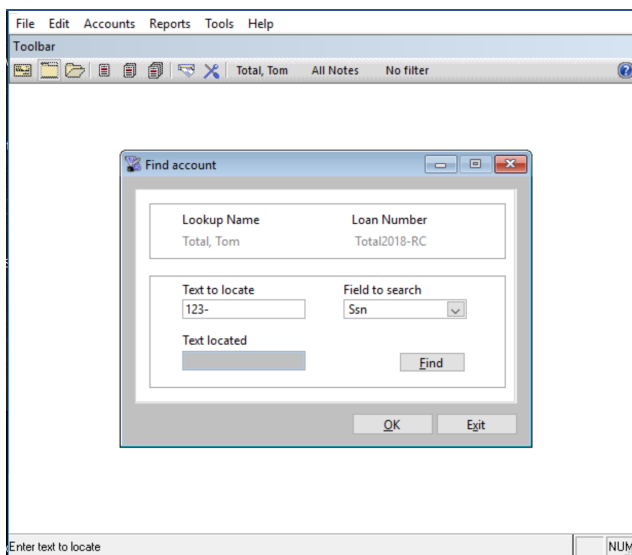 File Edit Accounts Reports Tools Help
Toolbar
Total, Tom All Notes No filter
Find account
Lookup Name Loan Number
Total, Tom Total2018-RC
Text to locate Field to search
123- Ssn
Text located
Find
OK Exit
Enter text to locate NUM